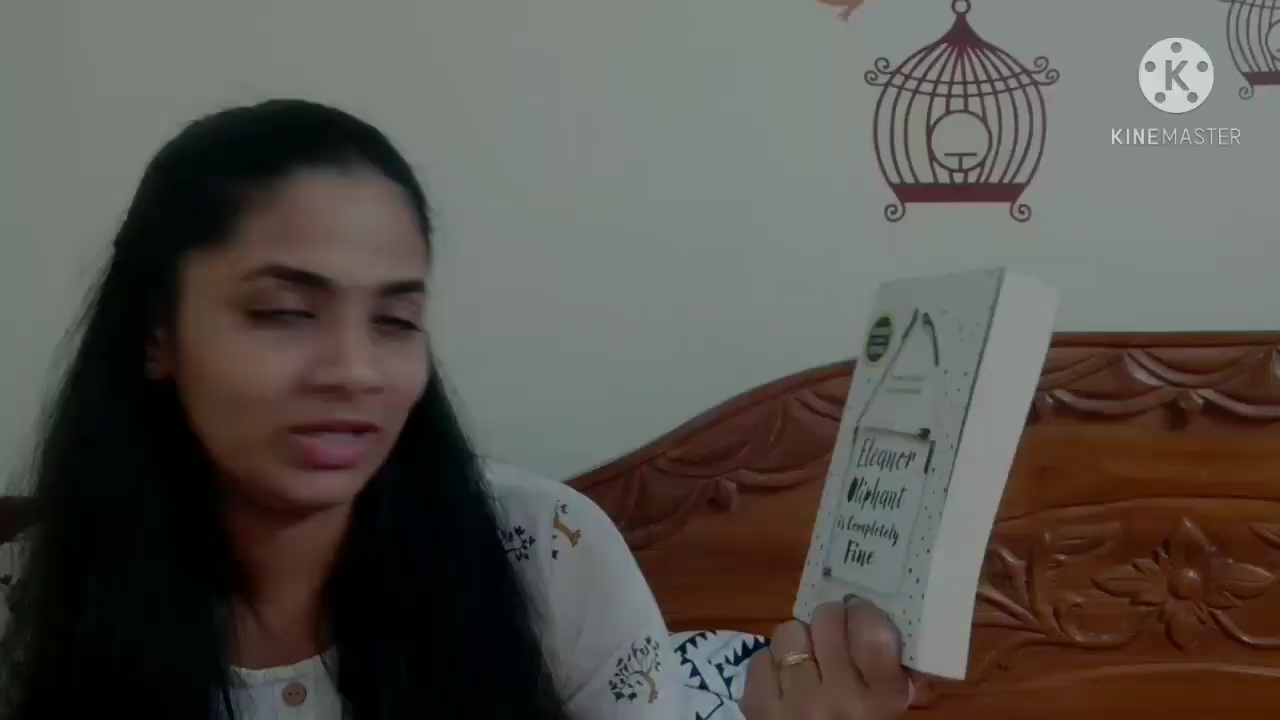 K
KINEMASTER
Eleanor
Oliphant
is Completely
Fine